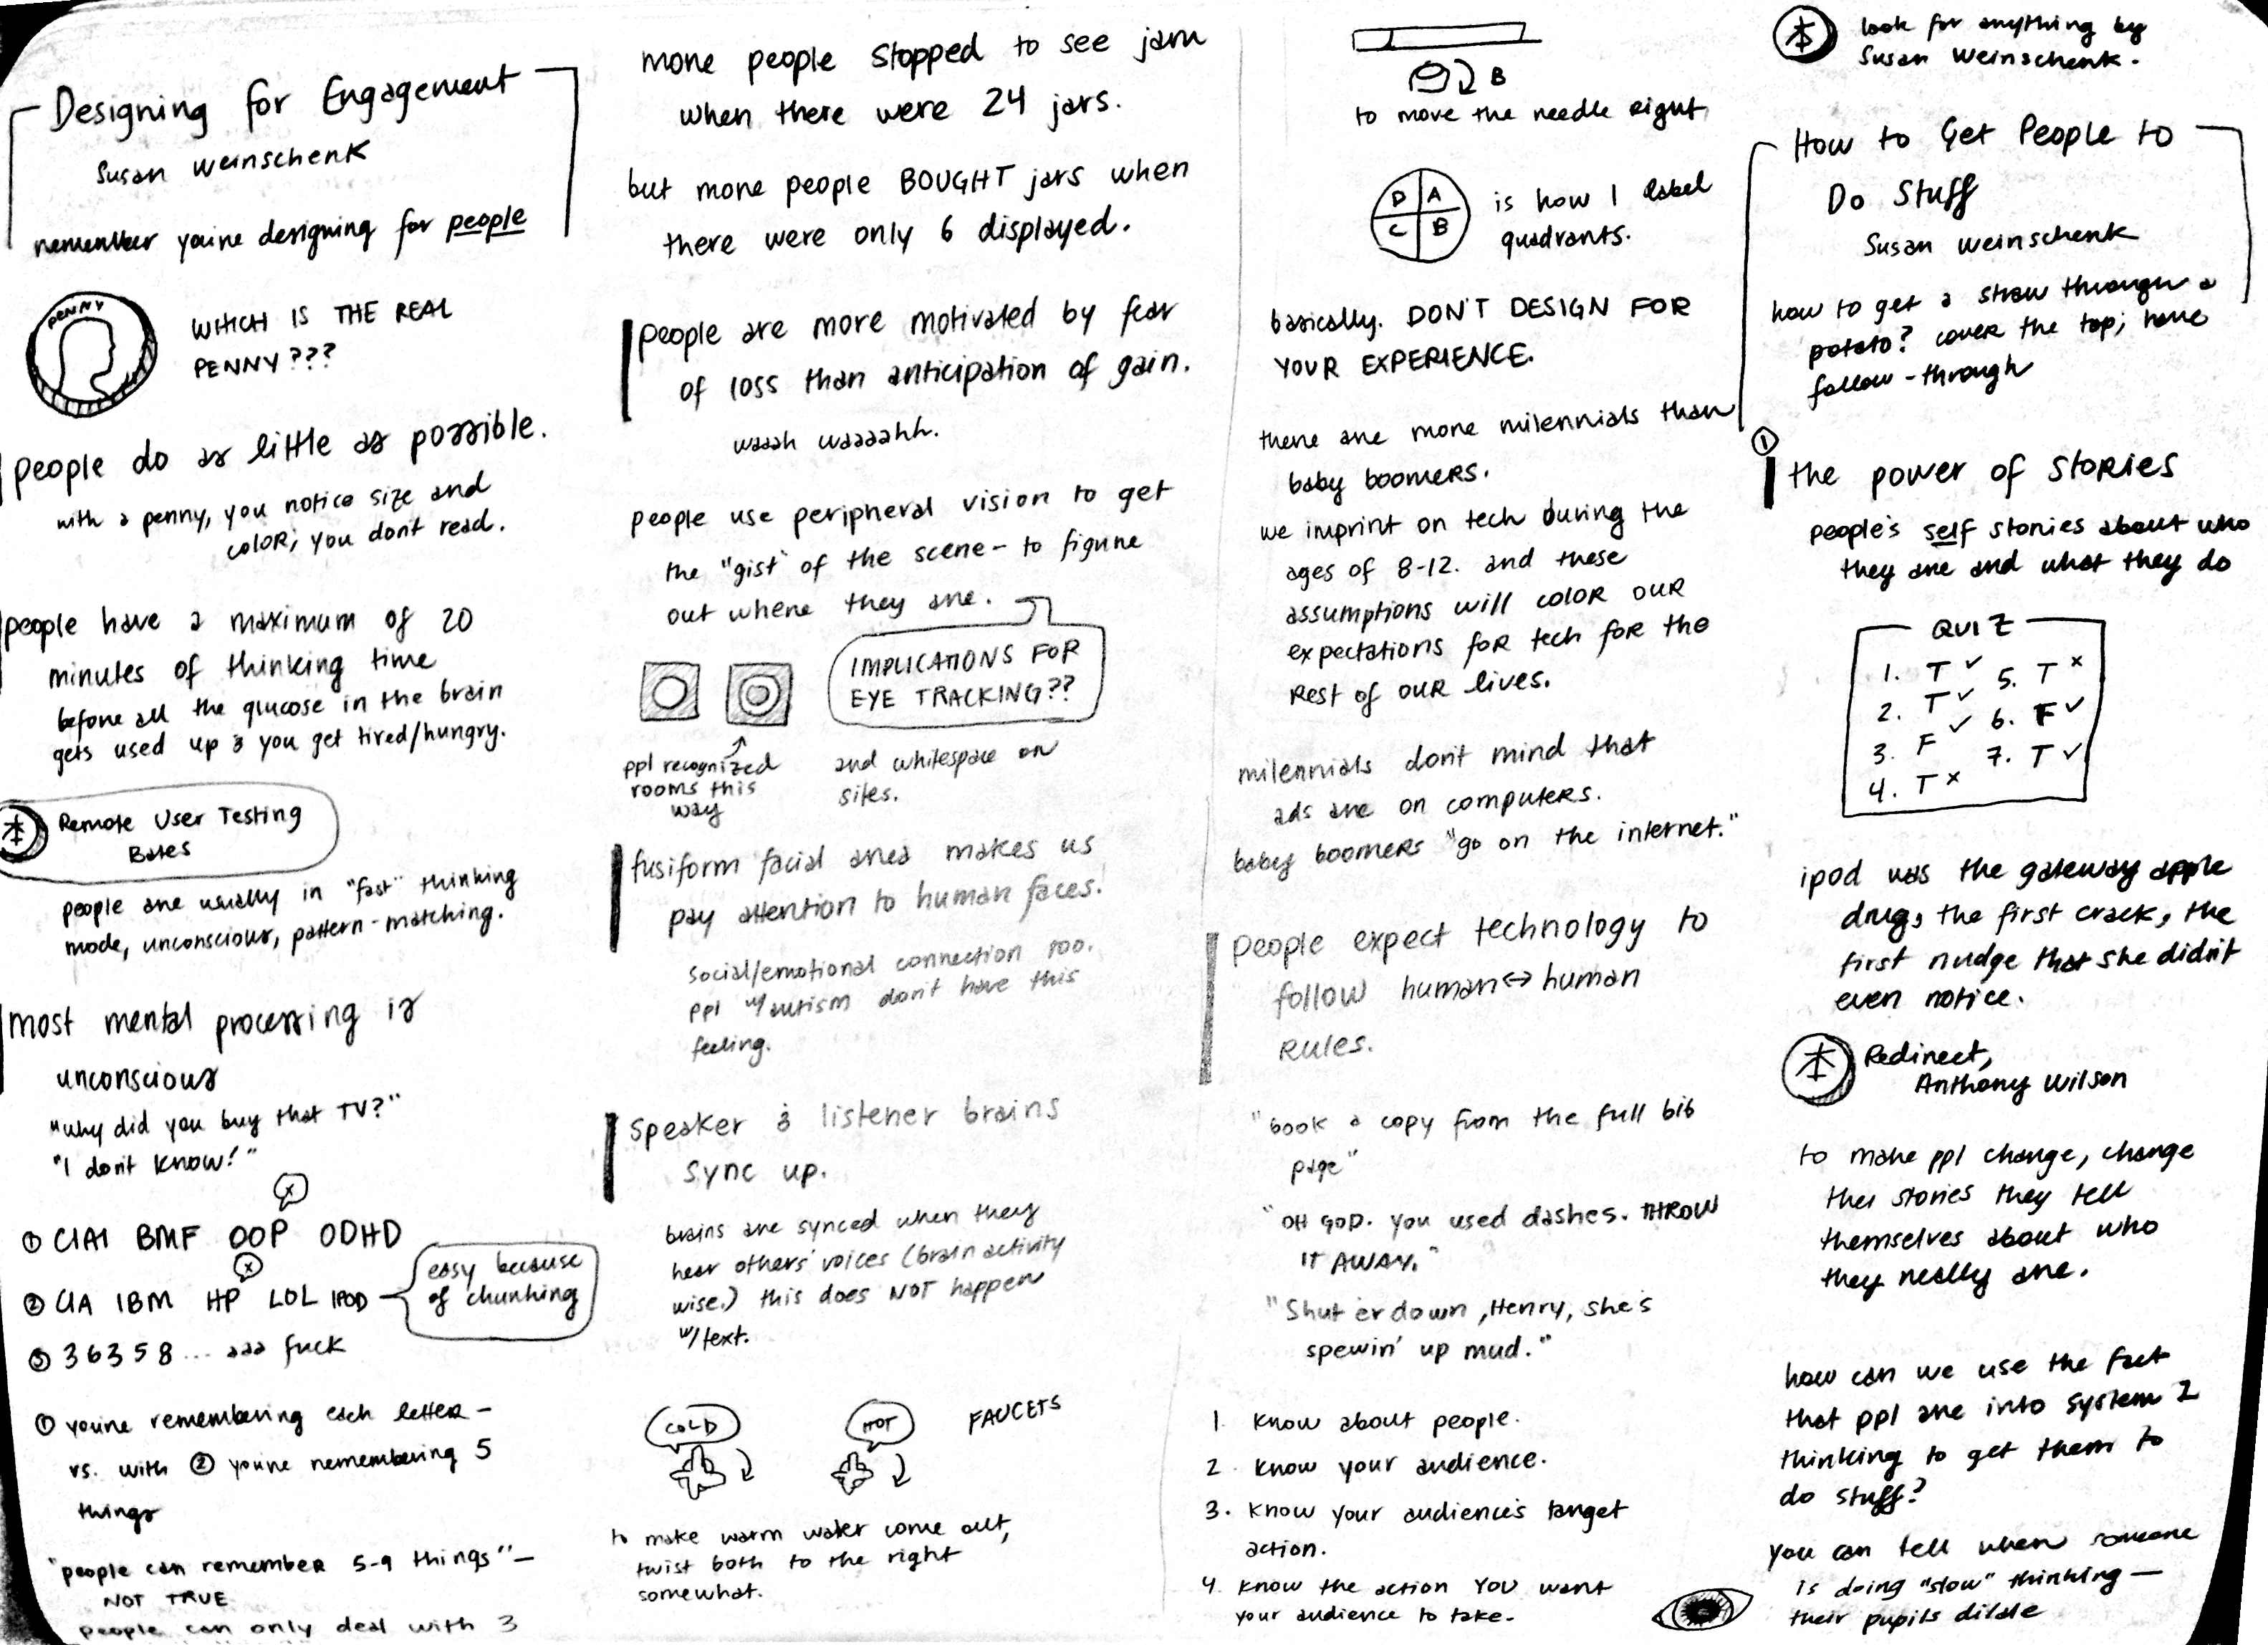 Designing for Engagement
Susan Weinschenk
remember you're designing for people
PENNY
WHICH IS THE REAL
PENNY???
people do as little as possible.
with a penny, you notice size and
color; you don't read.
people have a maximum of 20
minutes of thinking time
before all the glucose in the brain
gets used up & you get tired/hungry.
Remote User Testing
Bates
people are usually in "fast" thinking
mode, unconscious, pattern-matching.
most mental processing is
unconscious
"why did you buy that TV?"
"I don't know!"
x
① CIAI BMF OOP ODHD
x
② CIA IBM HP LOL IPOD
easy because
of chunking
③ 36358... aaa fuck
① you're remembering each letter -
vs. with ② you're remembering 5
things
"people can remember 5-9 things" -
NOT TRUE
people can only deal with 3
more people stopped to see jam
when there were 24 jars.
but more people BOUGHT jars when
there were only 6 displayed.
people are more motivated by fear
of loss than anticipation of gain.
waaah waaaahh.
people use peripheral vision to get
the "gist" of the scene - to figure
out where they are.
IMPLICATIONS FOR
EYE TRACKING??
ppl recognized
rooms this
way
and whitespace on
sites.
fusiform facial area makes us
pay attention to human faces!
social/emotional connection too.
ppl w/autism don't have this
feeling.
speaker & listener brains
sync up.
brains are synced when they
hear others' voices (brain activity
wise.) this does NOT happen
w/text.
COLD
HOT
FAUCETS
to make warm water come out,
twist both to the right
somewhat.
B
to move the needle right,
D A
C B
is how I label
quadrants.
basically. DON'T DESIGN FOR
YOUR EXPERIENCE.
there are more milennials than
baby boomers.
we imprint on tech during the
ages of 8-12. and these
assumptions will color our
expectations for tech for the
rest of our lives.
milennials don't mind that
ads are on computers.
baby boomers "go on the internet."
people expect technology to
follow human↔human
rules.
"book a copy from the full bib
page"
"OH GOD. you used dashes. THROW
IT AWAY."
"Shut 'er down, Henry, she's
spewin' up mud."
1. know about people.
2. know your audience.
3. know your audience's target
action.
4. know the action YOU want
your audience to take.
look for anything by
Susan Weinschenk.
How to Get People to
Do Stuff
Susan Weinschenk
how to get a straw through a
potato? cover the top; have
follow-through
①
the power of stories
people's self stories about who
they are and what they do
QUIZ
1. T ✓ 5. T x
2. T ✓ 6. F ✓
3. F ✓ 7. T ✓
4. T x
ipod was the gateway apple
drug, the first crack, the
first nudge that she didn't
even notice.
Redirect,
Anthony Wilson
to make ppl change, change
the stories they tell
themselves about who
they really are.
how can we use the fact
that ppl are into System 2
thinking to get them to
do stuff?
you can tell when someone
is doing "slow" thinking —
their pupils dilate